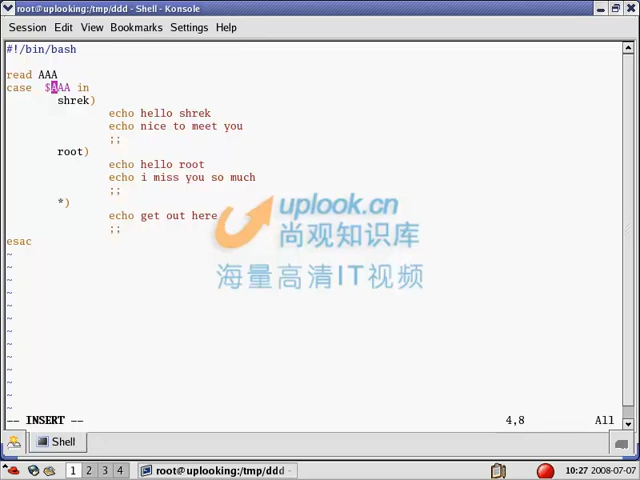 root@uplooking:/tmp/ddd - Shell - Konsole
Session Edit View Bookmarks Settings Help
#!/bin/bash
read AAA
case $AAA in
shrek)
echo hello shrek
echo nice to meet you
;;
root)
echo hello root
echo i miss you so much
;;
*)
echo get out here
;;
esac
~
~
~
~
~
~
~
~
~
~
~
~
~
uplook.cn
尚观知识库
海量高清IT视频
-- INSERT -- 4,8 All
Shell
1 2 3 4 root@uplooking:/tmp/ddd - 10:27 2008-07-07